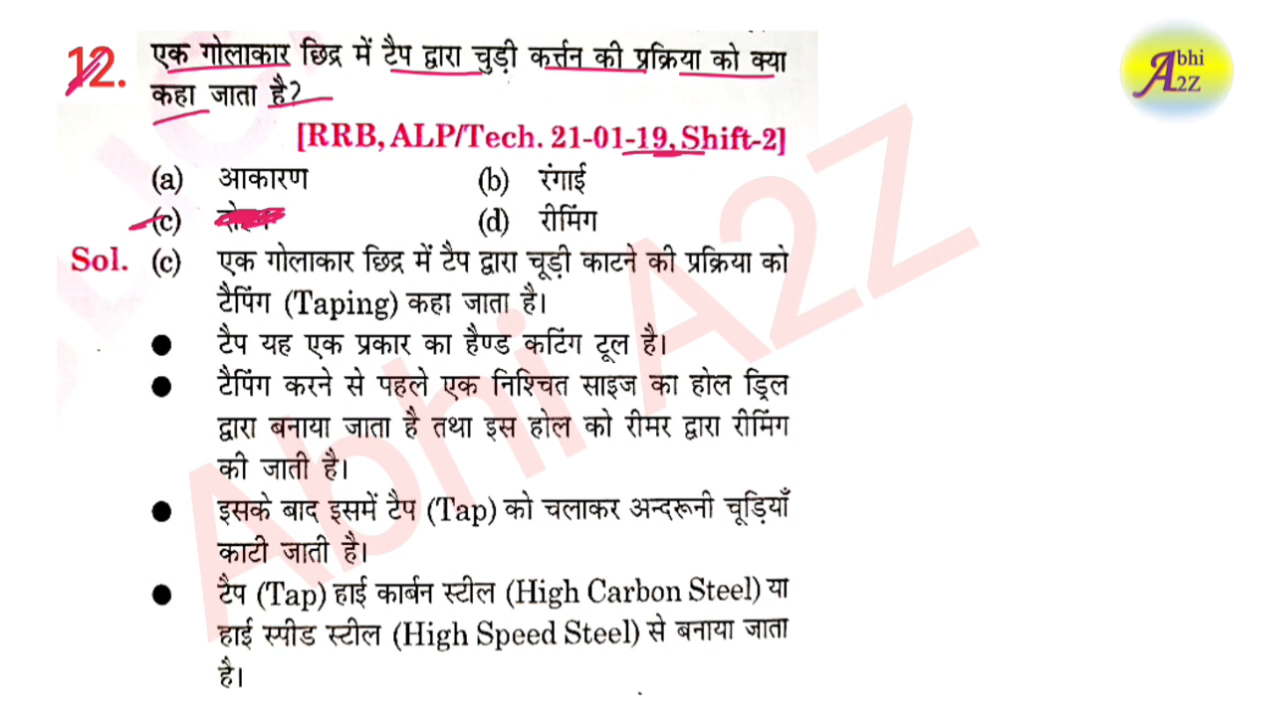 12. एक गोलाकार छिद्र में टैप द्वारा चुड़ी कर्त्तन की प्रक्रिया को क्या
कहा जाता है?
[RRB, ALP/Tech. 21-01-19, Shift-2]
(a) आकारण (b) रंगाई
(c) (d) रीमिंग
Sol. (c) एक गोलाकार छिद्र में टैप द्वारा चूड़ी काटने की प्रक्रिया को
टैपिंग (Taping) कहा जाता है।
● टैप यह एक प्रकार का हैण्ड कटिंग टूल है।
● टैपिंग करने से पहले एक निश्चित साइज का होल ड्रिल
द्वारा बनाया जाता है तथा इस होल को रीमर द्वारा रीमिंग
की जाती है।
● इसके बाद इसमें टैप (Tap) को चलाकर अन्दरूनी चूड़ियाँ
काटी जाती है।
● टैप (Tap) हाई कार्बन स्टील (High Carbon Steel) या
हाई स्पीड स्टील (High Speed Steel) से बनाया जाता
है।
Abhi
A2Z
Abhi A2Z